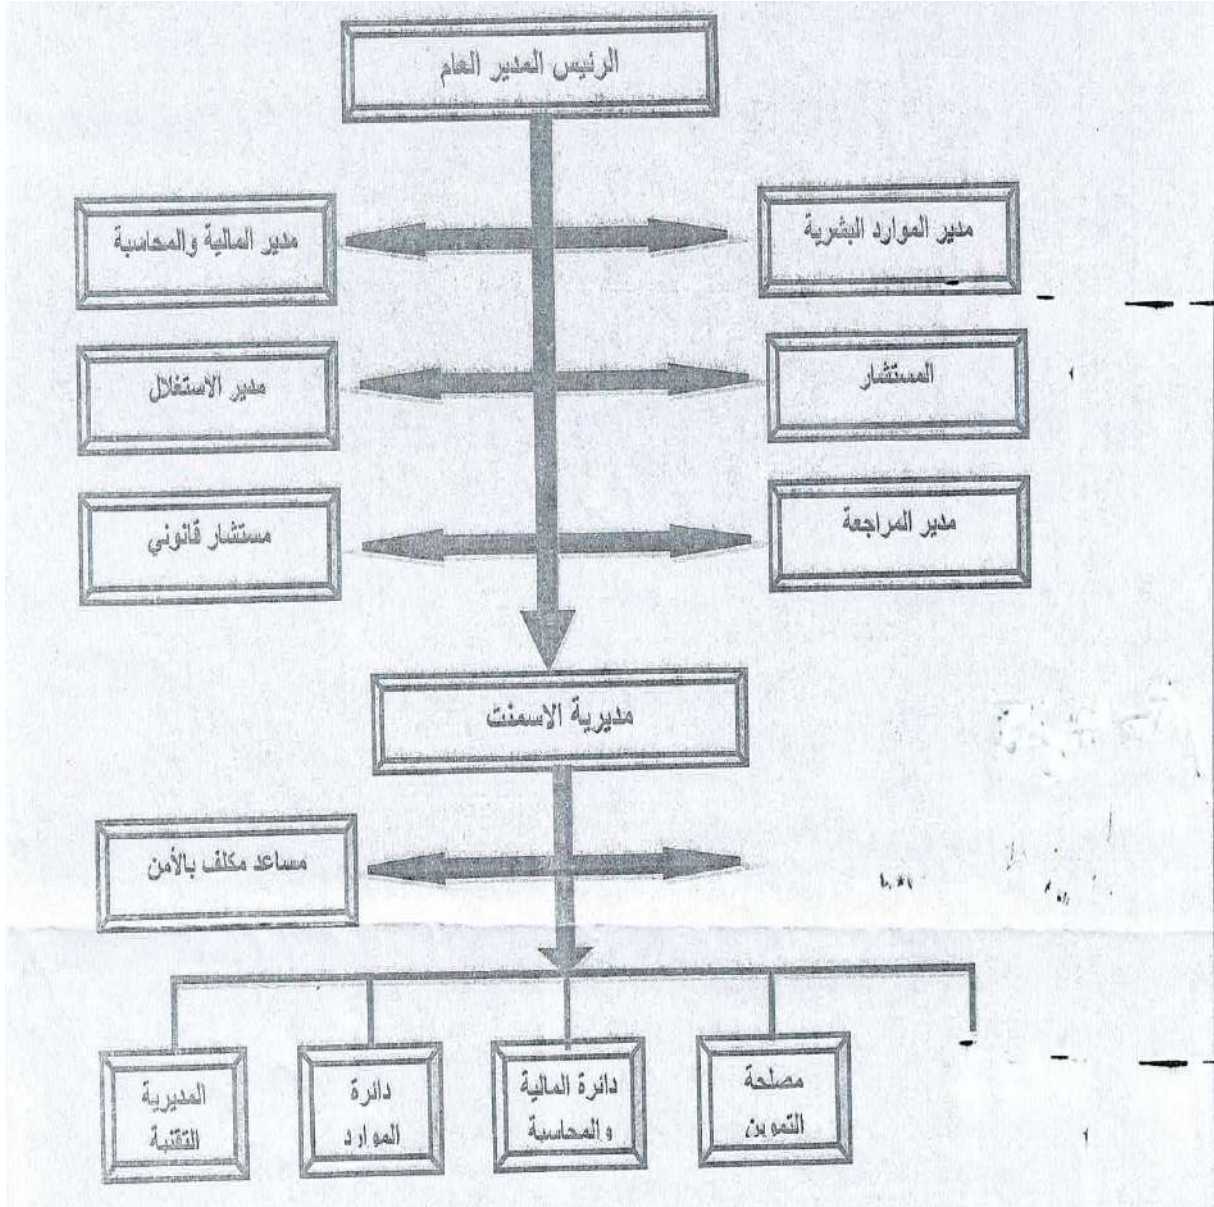 الرئيس المدير العام
مدير الموارد البشرية
مدير المالية والمحاسبة
المستشار
مدير الاستغلال
مدير المراجعة
مستشار قانوني
مديرية الاسمنت
مساعد مكلف بالأمن
مصلحة
التموين
دائرة المالية
والمحاسبة
دائرة
الموارد
المديرية
التقنية